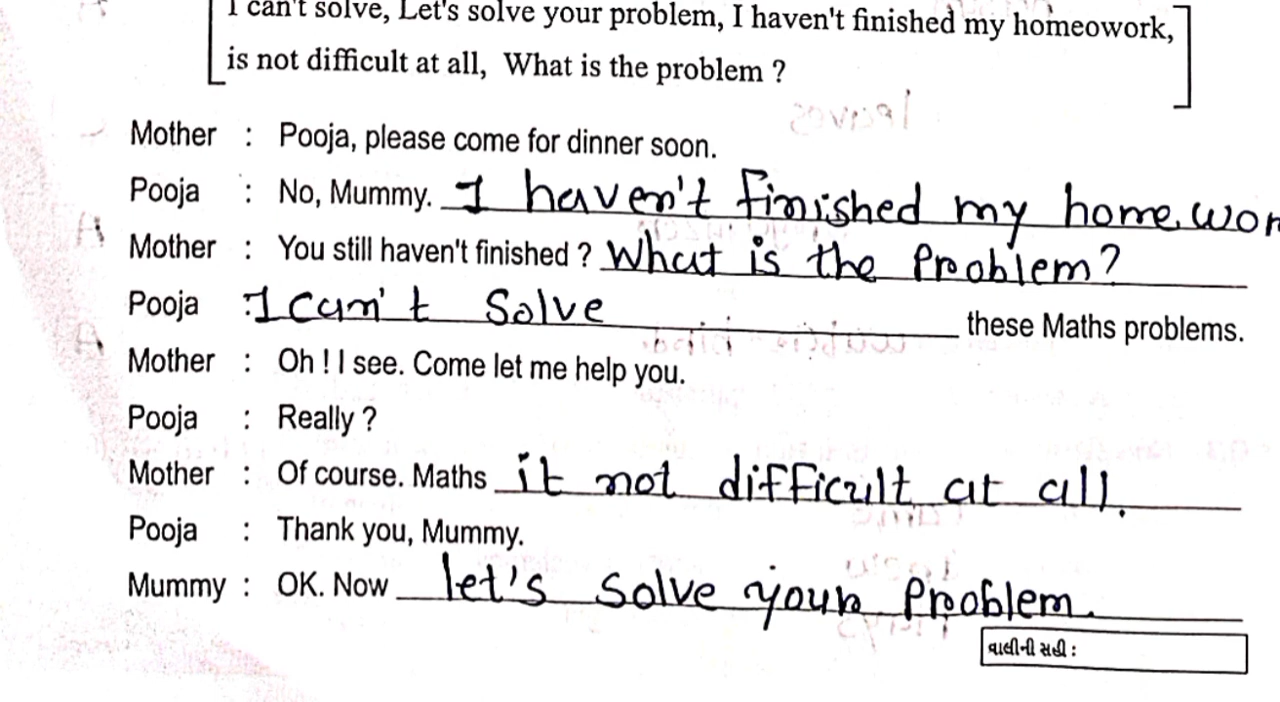 I can't solve, Let's solve your problem, I haven't finished my homeowork,
is not difficult at all, What is the problem ?
Mother : Pooja, please come for dinner soon.
Pooja : No, Mummy. I haven't finished my home wor
Mother : You still haven't finished ? What is the Problem?
Pooja : I can't Solve these Maths problems.
Mother : Oh ! I see. Come let me help you.
Pooja : Really ?
Mother : Of course. Maths it not difficult at all.
Pooja : Thank you, Mummy.
Mummy : OK. Now let's solve your Problem.
વાલીની સહી :